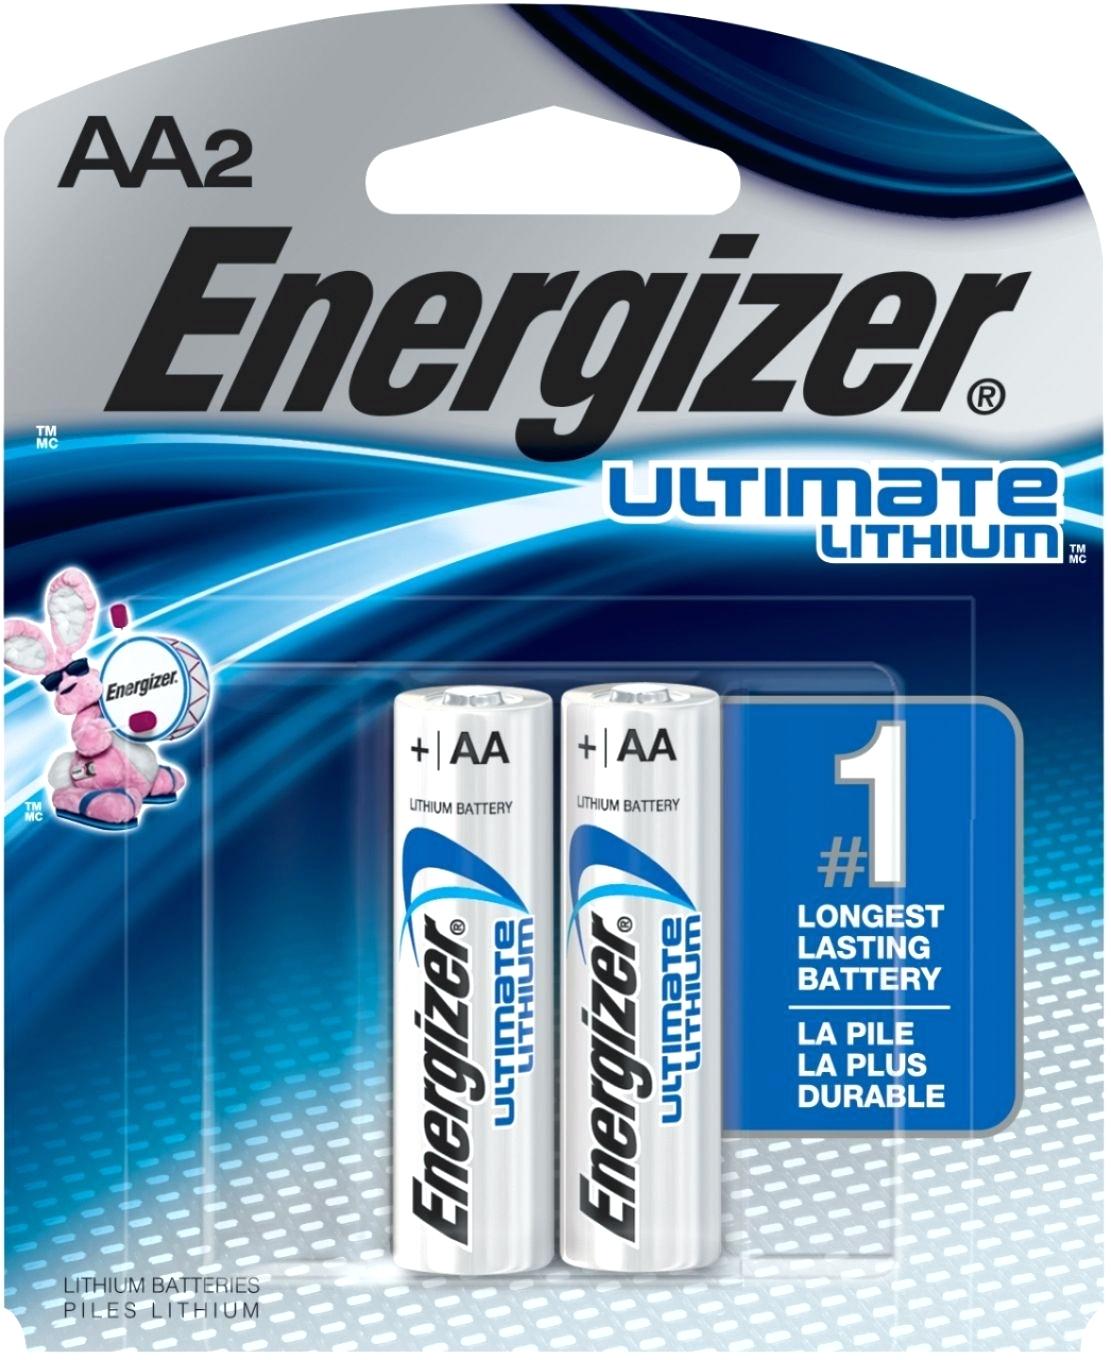 AA2
Energizer®
TM
MC
ULTIMATE
LITHIUM
TM
MC
Energizer.
TM
MC
+|AA
LITHIUM BATTERY
Energizer®
ULTIMATE
LITHIUM
+|AA
LITHIUM BATTERY
Energizer®
ULTIMATE
LITHIUM
#1
LONGEST
LASTING
BATTERY
LA PILE
LA PLUS
DURABLE
LITHIUM BATTERIES
PILES LITHIUM